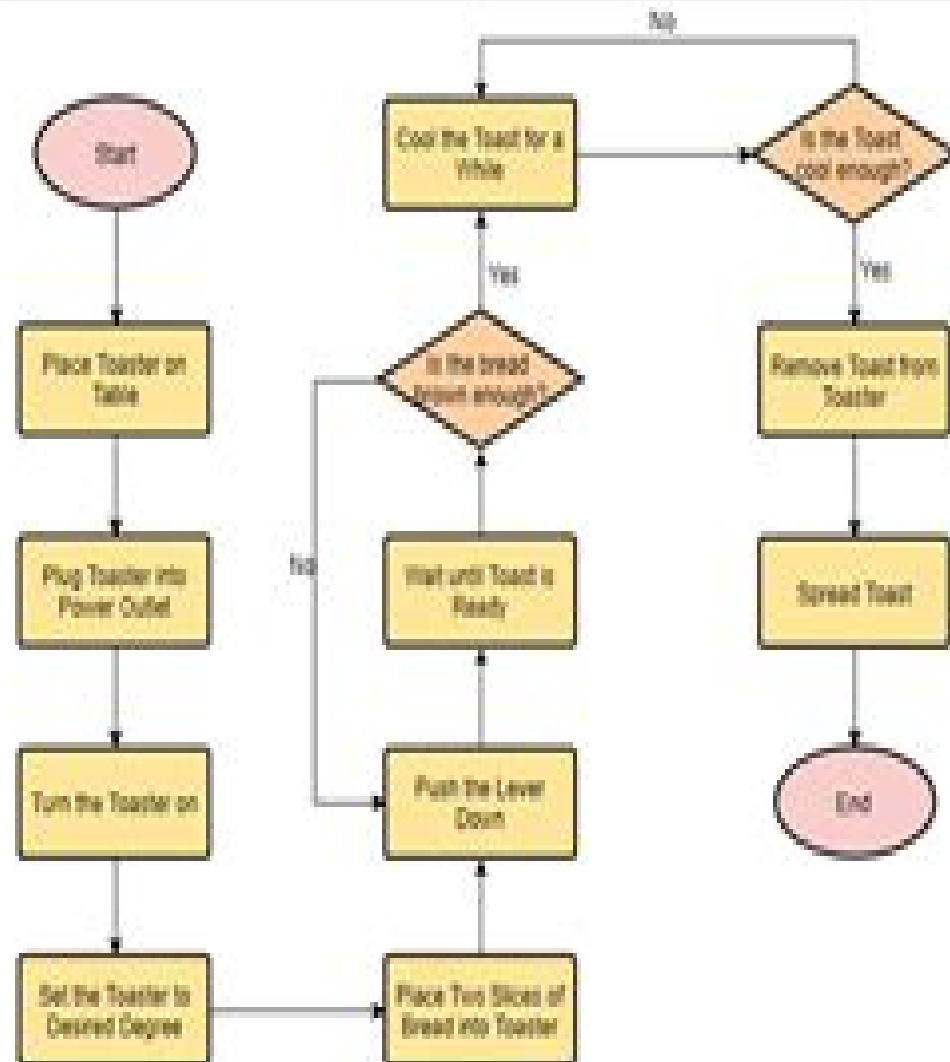 Start
Place Toaster on
Table
Plug Toaster into
Power Outlet
Turn the Toaster on
Set the Toaster to
Desired Degree
Place Two Slices of
Bread into Toaster
Push the Lever
Down
Wait until Toast is
Ready
Is the bread
brown enough?
No
Yes
Cool the Toast for a
While
Is the Toast
cool enough?
No
Yes
Remove Toast from
Toaster
Spread Toast
End